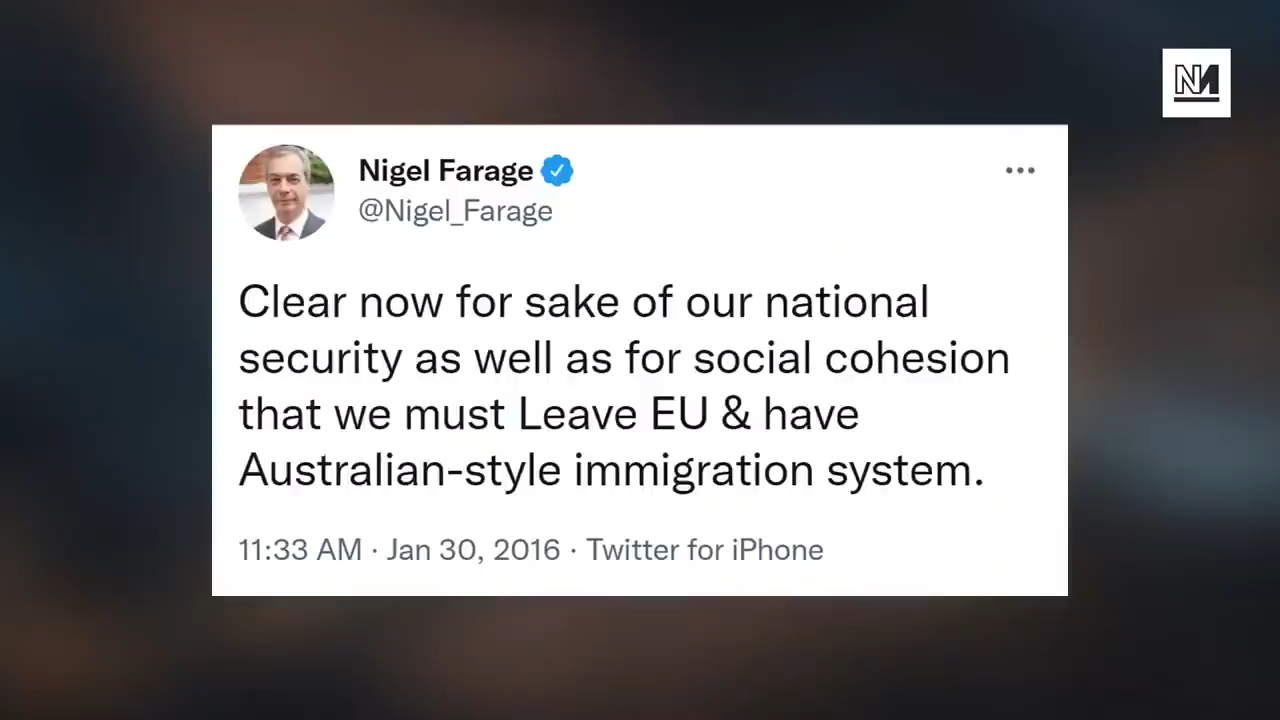 NM
Nigel Farage
@Nigel_Farage
Clear now for sake of our national
security as well as for social cohesion
that we must Leave EU & have
Australian-style immigration system.
11:33 AM · Jan 30, 2016 · Twitter for iPhone